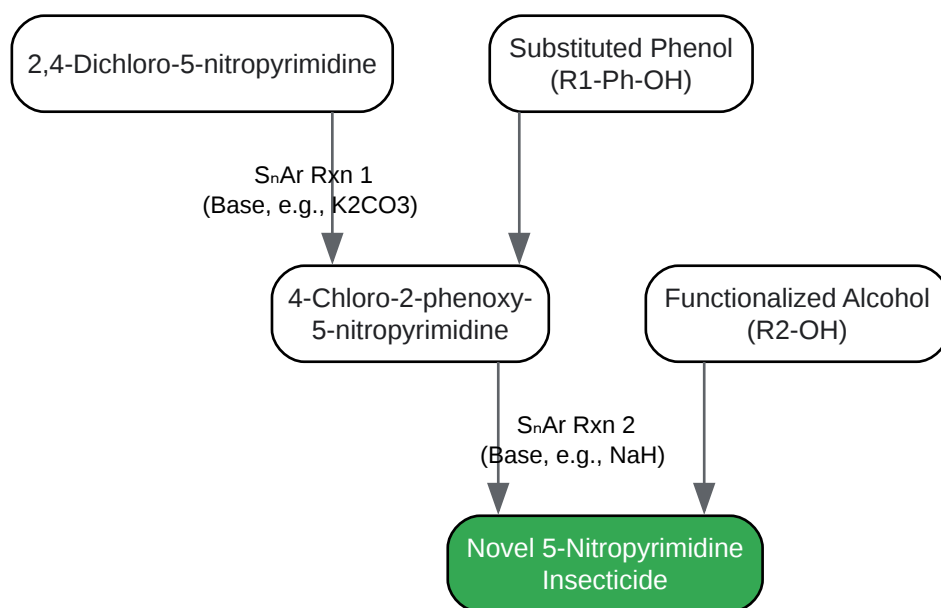 2,4-Dichloro-5-nitropyrimidine
Substituted Phenol
(R1-Ph-OH)
SₙAr Rxn 1
(Base, e.g., K2CO3)
4-Chloro-2-phenoxy-
5-nitropyrimidine
Functionalized Alcohol
(R2-OH)
SₙAr Rxn 2
(Base, e.g., NaH)
Novel 5-Nitropyrimidine
Insecticide